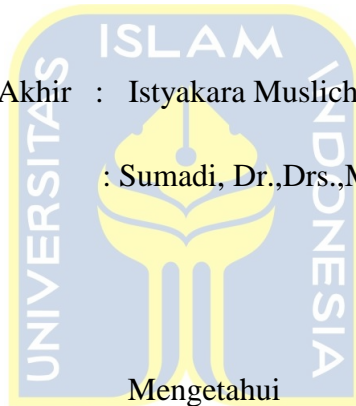 ISLAM
UNIVERSITAS
INDONESIA
Akhir : Istyakara Muslich
: Sumadi, Dr.,Drs.,M
Mengetahui